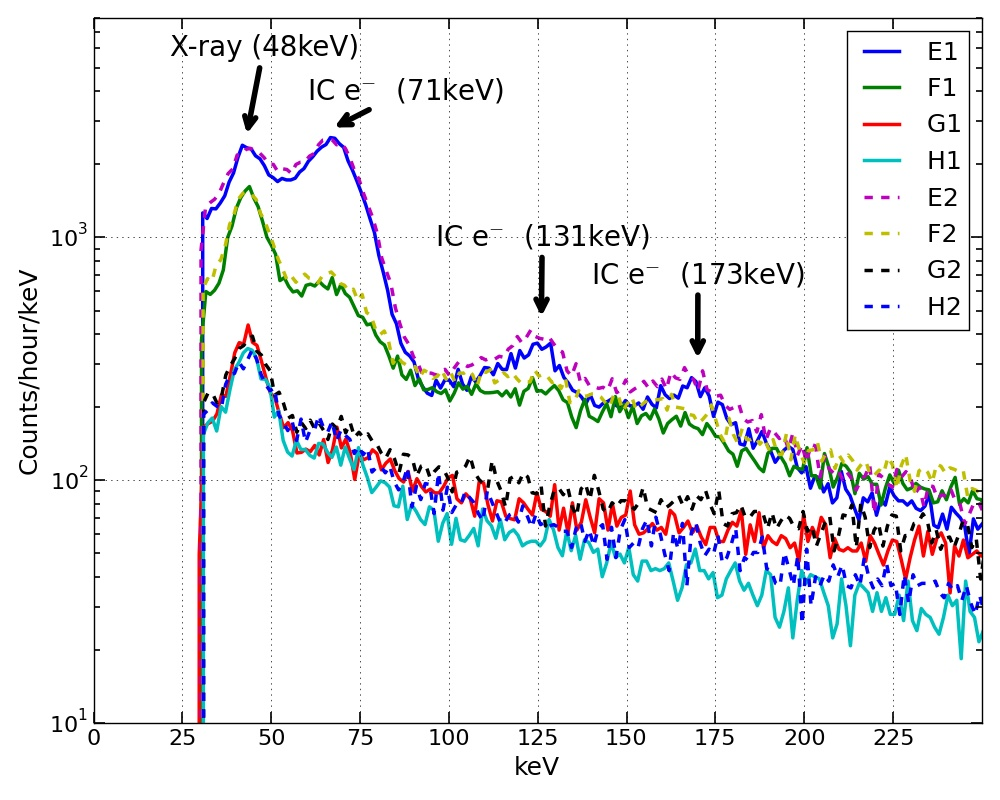 X-ray (48keV)
IC e⁻ (71keV)
IC e⁻ (131keV)
IC e⁻ (173keV)
E1
F1
G1
H1
E2
F2
G2
H2
Counts/hour/keV
10³
10²
10¹
0 25 50 75 100 125 150 175 200 225
keV